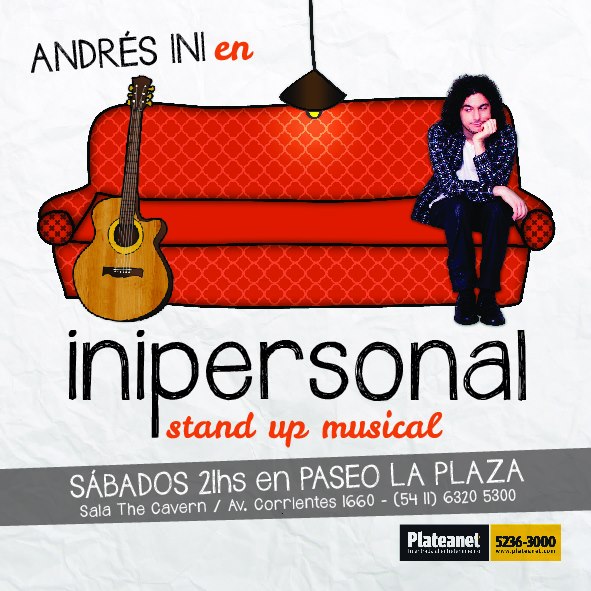 ANDRÉS INI en
inipersonal
stand up musical
SÁBADOS 21hs en PASEO LA PLAZA
Sala The Cavern / Av. Corrientes 1660 - (54 11) 6320 5300
Plateanet 5236-3000
www.plateanet.com